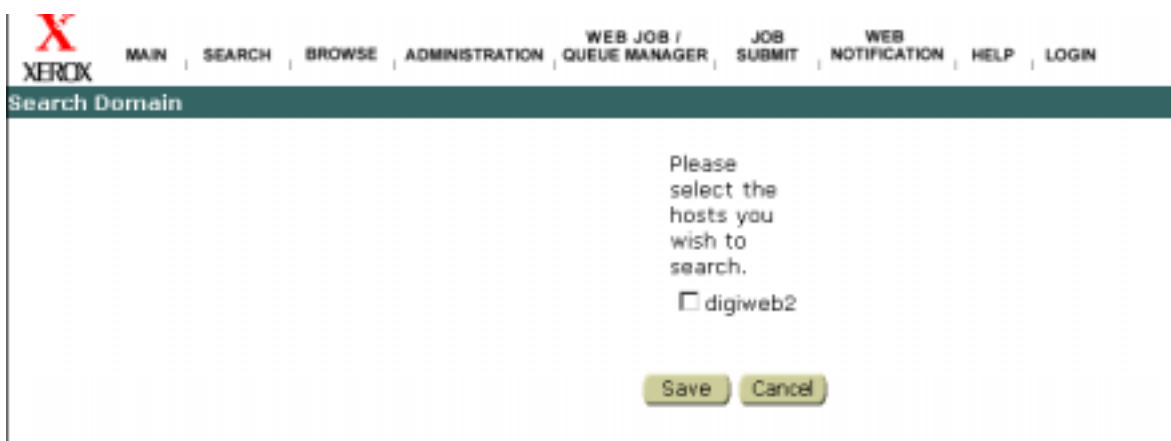 X
XEROX
MAIN
SEARCH
BROWSE
ADMINISTRATION
WEB JOB /
QUEUE MANAGER
JOB
SUBMIT
WEB
NOTIFICATION
HELP
LOGIN
Search Domain
Please
select the
hosts you
wish to
search.
digiweb2
Save
Cancel